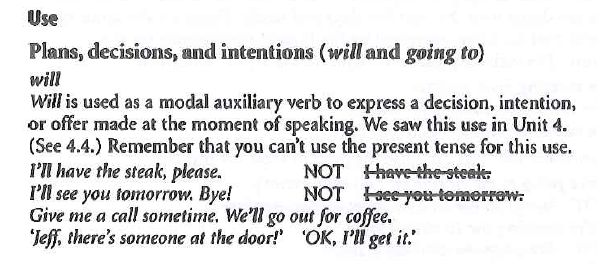 Use
Plans, decisions, and intentions (will and going to)
will
Will is used as a modal auxiliary verb to express a decision, intention,
or offer made at the moment of speaking. We saw this use in Unit 4.
(See 4.4.) Remember that you can't use the present tense for this use.
I'll have the steak, please. NOT I have the steak.
I'll see you tomorrow. Bye! NOT I see you tomorrow.
Give me a call sometime. We'll go out for coffee.
'Jeff, there's someone at the door!' 'OK, I'll get it.'